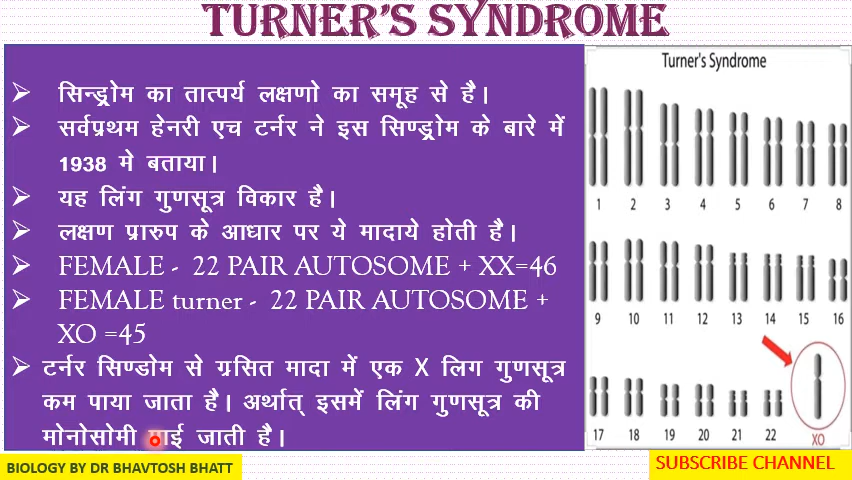 TURNER'S SYNDROME
सिन्ड्रोम का तात्पर्य लक्षणो का समूह से है।
सर्वप्रथम हेनरी एच टर्नर ने इस सिण्ड्रोम के बारे में
1938 मे बताया।
यह लिंग गुणसूत्र विकार है।
लक्षण प्रारुप के आधार पर ये मादाये होती है।
FEMALE - 22 PAIR AUTOSOME + XX=46
FEMALE turner - 22 PAIR AUTOSOME +
XO =45
टर्नर सिण्डोम से ग्रसित मादा में एक X लिग गुणसूत्र
कम पाया जाता है। अर्थात् इसमें लिंग गुणसूत्र की
मोनोसोमी जाती है।
Turner's Syndrome
1 2 3 4 5 6 7 8
9 10 11 12 13 14 15 16
17 18 19 20 21 22 XO
BIOLOGY BY DR BHAVTOSH BHATT
SUBSCRIBE CHANNEL